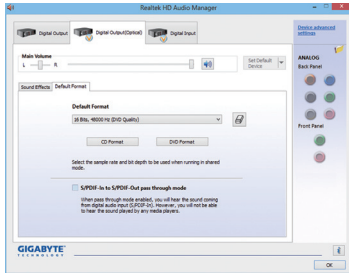 Realtek HD Audio Manager
Digital Output
Digital Output(Optical)
Digital Input
Device advanced
settings
Main Volume
L
R
Set Default
Device
ANALOG
Back Panel
Sound Effects
Default Format
Default Format
16 Bits, 48000 Hz (DVD Quality)
CD Format
DVD Format
Select the sample rate and bit depth to be used when running in shared
mode.
Front Panel
S/PDIF-In to S/PDIF-Out pass through mode
When pass through mode enabled, you will hear the sound coming
from digital audio input (S/PDIF-In). However, you will not be able
to hear the sound played by any media players.
GIGABYTE™
TECHNOLOGY
i
OK